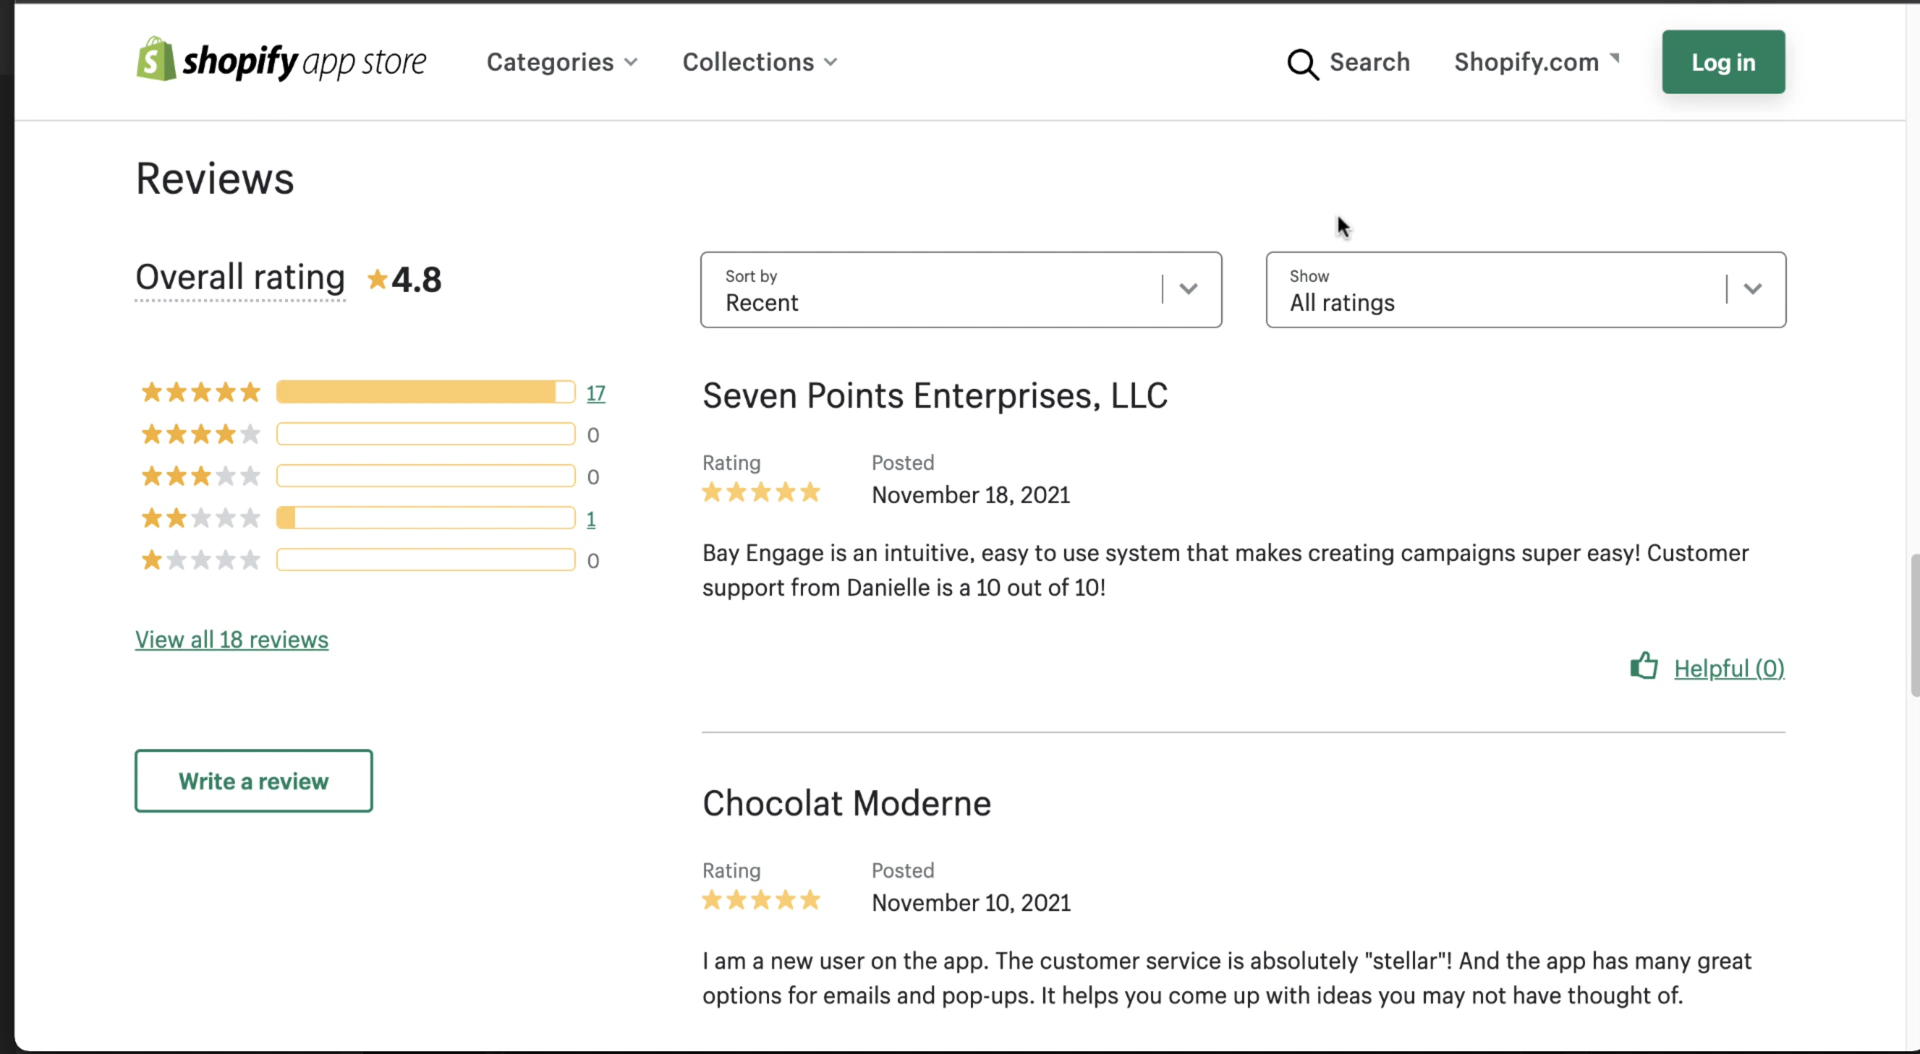 shopify app store
Categories
Collections
Search
Shopify.com
Log in
Reviews
Overall rating 4.8
Sort by
Recent
Show
All ratings
17
0
0
1
0
View all 18 reviews
Write a review
Seven Points Enterprises, LLC
Rating
Posted
November 18, 2021
Bay Engage is an intuitive, easy to use system that makes creating campaigns super easy! Customer
support from Danielle is a 10 out of 10!
Helpful (0)
Chocolat Moderne
Rating
Posted
November 10, 2021
I am a new user on the app. The customer service is absolutely "stellar"! And the app has many great
options for emails and pop-ups. It helps you come up with ideas you may not have thought of.